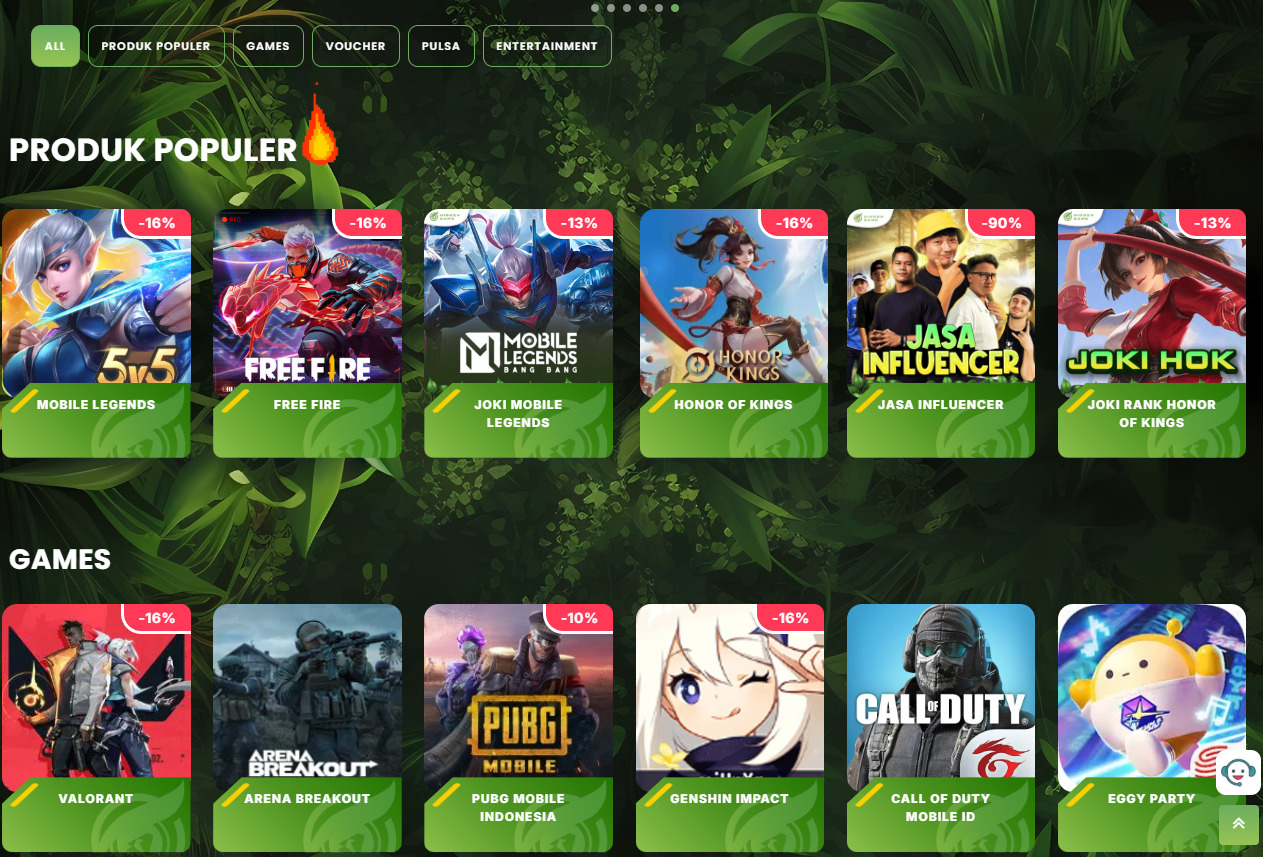 ALL
PRODUK POPULER
GAMES
VOUCHER
PULSA
ENTERTAINMENT
PRODUK POPULER
-16%
-16%
-13%
-16%
-90%
-13%
5v5
FREE FIRE
MOBILE
LEGENDS
BANG BANG
HONOR
OF KINGS
JASA
INFLUENCER
JOKI HOK
MOBILE LEGENDS
FREE FIRE
JOKI MOBILE
LEGENDS
HONOR OF KINGS
JASA INFLUENCER
JOKI RANK HONOR
OF KINGS
GAMES
-16%
-10%
-16%
ARENA
BREAKOUT
PUBG
MOBILE
CALL OF DUTY
VALORANT
ARENA BREAKOUT
PUBG MOBILE
INDONESIA
GENSHIN IMPACT
CALL OF DUTY
MOBILE ID
EGGY PARTY